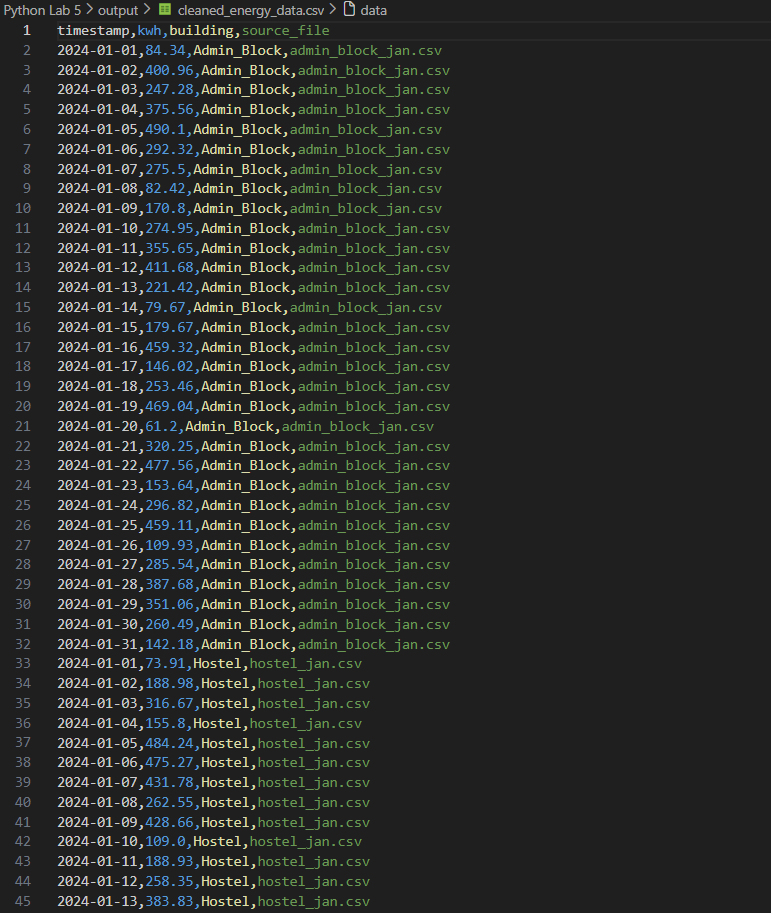 Python Lab 5 > output > cleaned_energy_data.csv > data
1 timestamp,kwh,building,source_file
2 2024-01-01,84.34,Admin_Block,admin_block_jan.csv
3 2024-01-02,400.96,Admin_Block,admin_block_jan.csv
4 2024-01-03,247.28,Admin_Block,admin_block_jan.csv
5 2024-01-04,375.56,Admin_Block,admin_block_jan.csv
6 2024-01-05,490.1,Admin_Block,admin_block_jan.csv
7 2024-01-06,292.32,Admin_Block,admin_block_jan.csv
8 2024-01-07,275.5,Admin_Block,admin_block_jan.csv
9 2024-01-08,82.42,Admin_Block,admin_block_jan.csv
10 2024-01-09,170.8,Admin_Block,admin_block_jan.csv
11 2024-01-10,274.95,Admin_Block,admin_block_jan.csv
12 2024-01-11,355.65,Admin_Block,admin_block_jan.csv
13 2024-01-12,411.68,Admin_Block,admin_block_jan.csv
14 2024-01-13,221.42,Admin_Block,admin_block_jan.csv
15 2024-01-14,79.67,Admin_Block,admin_block_jan.csv
16 2024-01-15,179.67,Admin_Block,admin_block_jan.csv
17 2024-01-16,459.32,Admin_Block,admin_block_jan.csv
18 2024-01-17,146.02,Admin_Block,admin_block_jan.csv
19 2024-01-18,253.46,Admin_Block,admin_block_jan.csv
20 2024-01-19,469.04,Admin_Block,admin_block_jan.csv
21 2024-01-20,61.2,Admin_Block,admin_block_jan.csv
22 2024-01-21,320.25,Admin_Block,admin_block_jan.csv
23 2024-01-22,477.56,Admin_Block,admin_block_jan.csv
24 2024-01-23,153.64,Admin_Block,admin_block_jan.csv
25 2024-01-24,296.82,Admin_Block,admin_block_jan.csv
26 2024-01-25,459.11,Admin_Block,admin_block_jan.csv
27 2024-01-26,109.93,Admin_Block,admin_block_jan.csv
28 2024-01-27,285.54,Admin_Block,admin_block_jan.csv
29 2024-01-28,387.68,Admin_Block,admin_block_jan.csv
30 2024-01-29,351.06,Admin_Block,admin_block_jan.csv
31 2024-01-30,260.49,Admin_Block,admin_block_jan.csv
32 2024-01-31,142.18,Admin_Block,admin_block_jan.csv
33 2024-01-01,73.91,Hostel,hostel_jan.csv
34 2024-01-02,188.98,Hostel,hostel_jan.csv
35 2024-01-03,316.67,Hostel,hostel_jan.csv
36 2024-01-04,155.8,Hostel,hostel_jan.csv
37 2024-01-05,484.24,Hostel,hostel_jan.csv
38 2024-01-06,475.27,Hostel,hostel_jan.csv
39 2024-01-07,431.78,Hostel,hostel_jan.csv
40 2024-01-08,262.55,Hostel,hostel_jan.csv
41 2024-01-09,428.66,Hostel,hostel_jan.csv
42 2024-01-10,109.0,Hostel,hostel_jan.csv
43 2024-01-11,188.93,Hostel,hostel_jan.csv
44 2024-01-12,258.35,Hostel,hostel_jan.csv
45 2024-01-13,383.83,Hostel,hostel_jan.csv